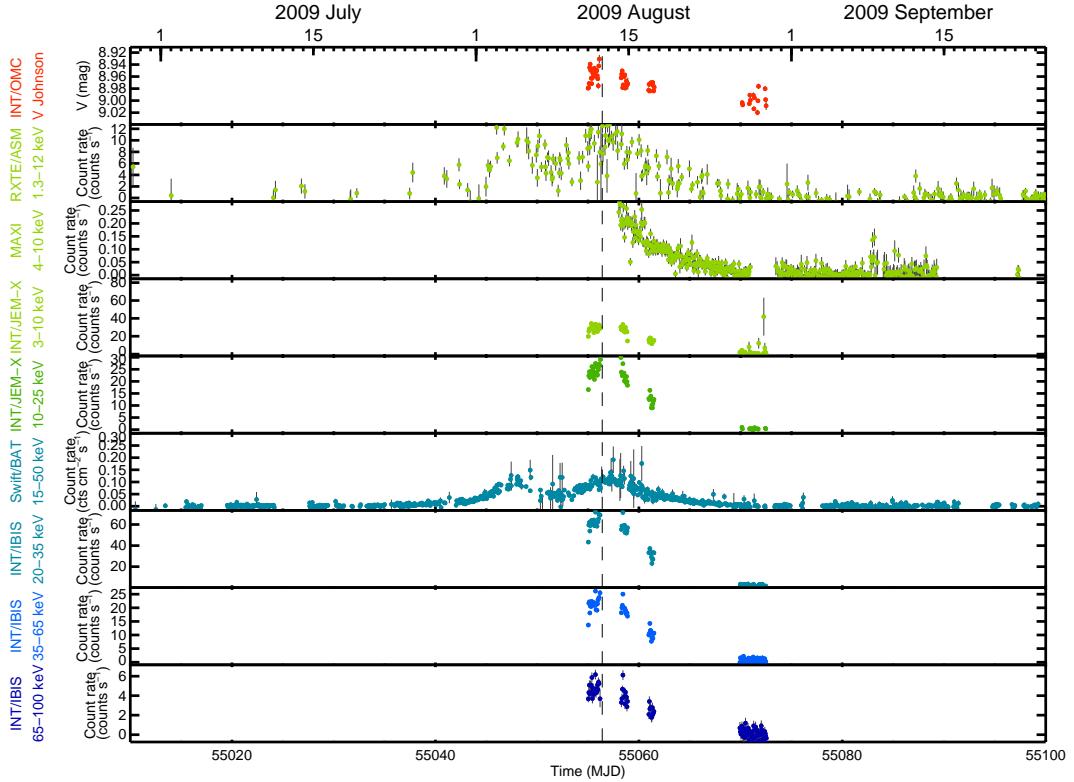 2009 July 2009 August 2009 September
1 15 1 15 1 15
INT/OMC
V Johnson
V (mag)
8.92
8.94
8.96
8.98
9.00
9.02
RXTE/ASM
1.3−12 keV
Count rate
(counts s⁻¹)
12
10
8
6
4
2
0
MAXI
4−10 keV
Count rate
(counts s⁻¹)
0.25
0.20
0.15
0.10
0.05
0.00
INT/JEM−X
3−10 keV
Count rate
(counts s⁻¹)
80
60
40
20
0
INT/JEM−X
10−25 keV
Count rate
(counts s⁻¹)
30
25
20
15
10
5
0
Swift/BAT
15−50 keV
Count rate
(cts cm⁻² s⁻¹)
0.30
0.25
0.20
0.15
0.10
0.05
0.00
INT/IBIS
20−35 keV
Count rate
(counts s⁻¹)
60
40
20
INT/IBIS
35−65 keV
Count rate
(counts s⁻¹)
25
20
15
10
5
0
INT/IBIS
65−100 keV
Count rate
(counts s⁻¹)
6
4
2
0
55020 55040 55060 55080 55100
Time (MJD)